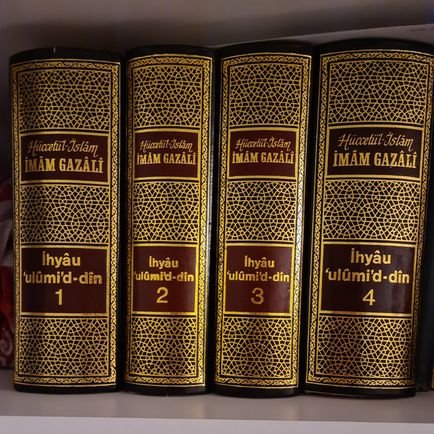 Hüccetü'l-İslâm
İMÂM GAZÂLÎ
İhyâu
'ulûmi'd-dîn
1
Hüccetü'l-İslâm
İMÂM GAZÂLÎ
İhyâu
'ulûmi'd-dîn
2
Hüccetü'l-İslâm
İMÂM GAZÂLÎ
İhyâu
'ulûmi'd-dîn
3
Hüccetü'l-İslâm
İMÂM GAZÂLÎ
İhyâu
'ulûmi'd-dîn
4